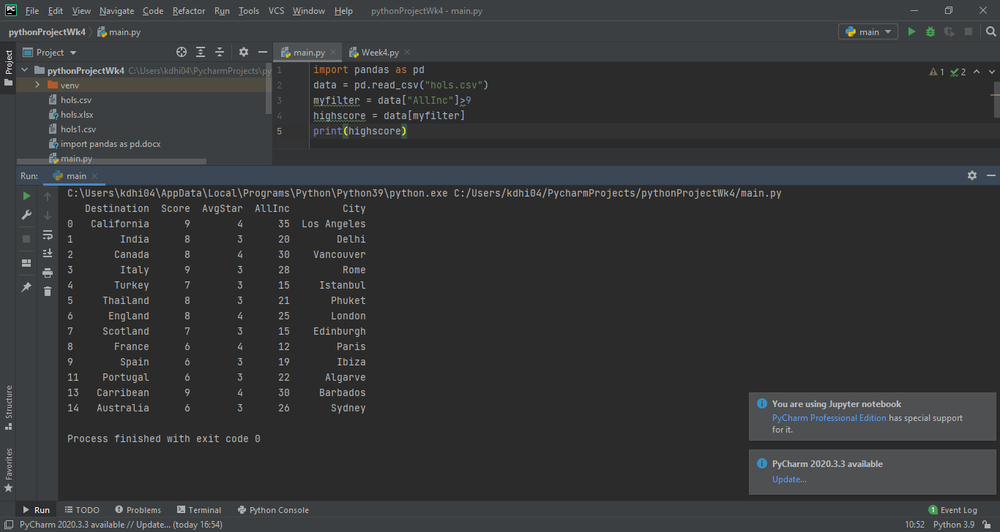 PC File Edit View Navigate Code Refactor Run Tools VCS Window Help pythonProjectWk4 - main.py
pythonProjectWk4 main.py main
Project main.py Week4.py
pythonProjectWk4 C:\Users\kdhi04\PycharmProjects\py
venv
hols.csv
hols.xlsx
hols1.csv
import pandas as pd.docx
main.py
1 import pandas as pd
2 data = pd.read_csv("hols.csv")
3 myfilter = data["AllInc"]>9
4 highscore = data[myfilter]
5 print(highscore)
1 2
Project
Run: main
C:\Users\kdhi04\AppData\Local\Programs\Python\Python39\python.exe C:/Users/kdhi04/PycharmProjects/pythonProjectWk4/main.py
Destination Score AvgStar AllInc City
0 California 9 4 35 Los Angeles
1 India 8 3 20 Delhi
2 Canada 8 4 30 Vancouver
3 Italy 9 3 28 Rome
4 Turkey 7 3 15 Istanbul
5 Thailand 8 3 21 Phuket
6 England 8 4 25 London
7 Scotland 7 3 15 Edinburgh
8 France 6 4 12 Paris
9 Spain 6 3 19 Ibiza
11 Portugal 6 3 22 Algarve
13 Carribean 9 4 30 Barbados
14 Australia 6 3 26 Sydney
Process finished with exit code 0
Structure
Favorites
You are using Jupyter notebook
PyCharm Professional Edition has special support
for it.
PyCharm 2020.3.3 available
Update...
Run TODO Problems Terminal Python Console 1 Event Log
PyCharm 2020.3.3 available // Update... (today 16:54) 10:52 Python 3.9